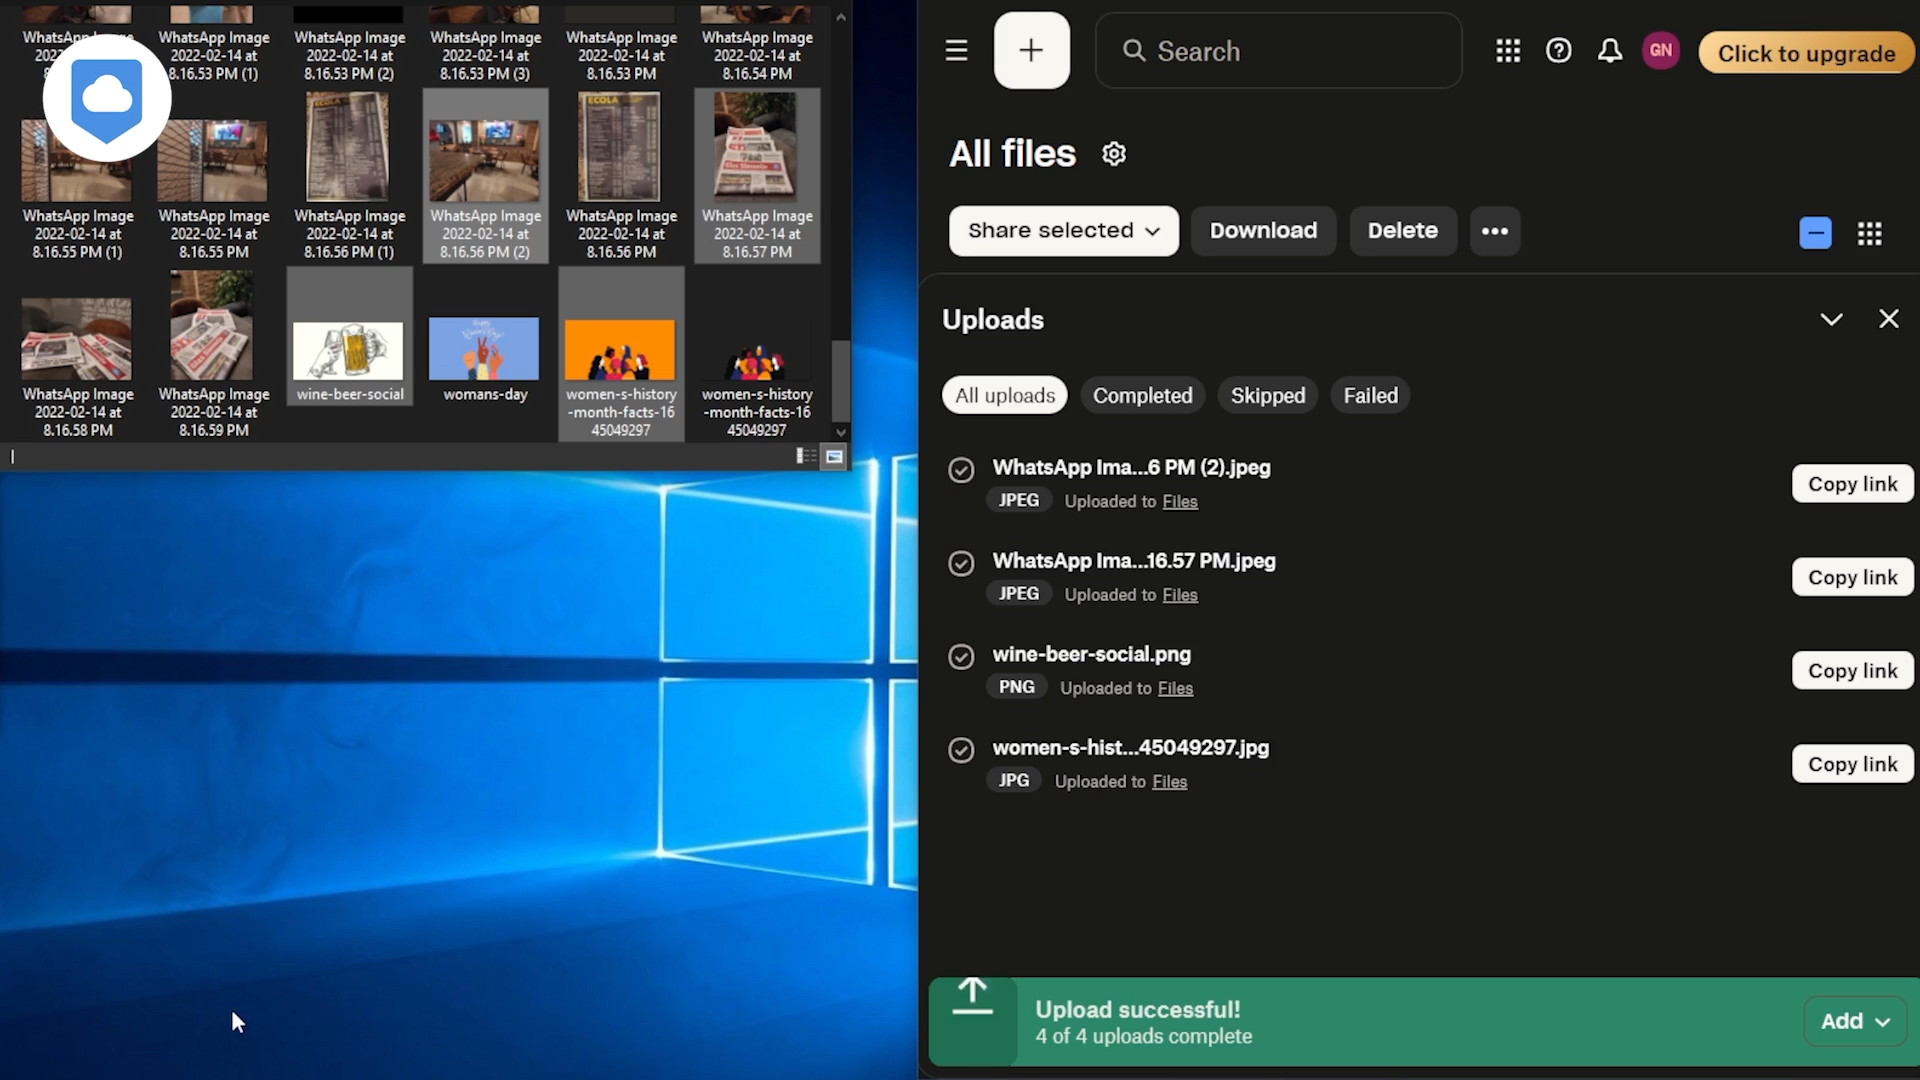 WhatsApp Image
2022-02-14 at
8.16.53 PM (1)
WhatsApp Image
2022-02-14 at
8.16.53 PM (2)
WhatsApp Image
2022-02-14 at
8.16.53 PM (3)
WhatsApp Image
2022-02-14 at
8.16.53 PM
WhatsApp Image
2022-02-14 at
8.16.54 PM
WhatsApp Image
2022-02-14 at
8.16.55 PM (1)
WhatsApp Image
2022-02-14 at
8.16.55 PM
WhatsApp Image
2022-02-14 at
8.16.56 PM (1)
WhatsApp Image
2022-02-14 at
8.16.56 PM (2)
ECOLA
WhatsApp Image
2022-02-14 at
8.16.56 PM
WhatsApp Image
2022-02-14 at
8.16.57 PM
WhatsApp Image
2022-02-14 at
8.16.58 PM
WhatsApp Image
2022-02-14 at
8.16.59 PM
wine-beer-social
womans-day
women-s-history
-month-facts-16
45049297
women-s-history
-month-facts-16
45049297
Search
GN
Click to upgrade
All files
Share selected
Download
Delete
Uploads
All uploads
Completed
Skipped
Failed
WhatsApp Ima...6 PM (2).jpeg
JPEG Uploaded to Files
Copy link
WhatsApp Ima...16.57 PM.jpeg
JPEG Uploaded to Files
Copy link
wine-beer-social.png
PNG Uploaded to Files
Copy link
women-s-hist...45049297.jpg
JPG Uploaded to Files
Copy link
Upload successful!
4 of 4 uploads complete
Add